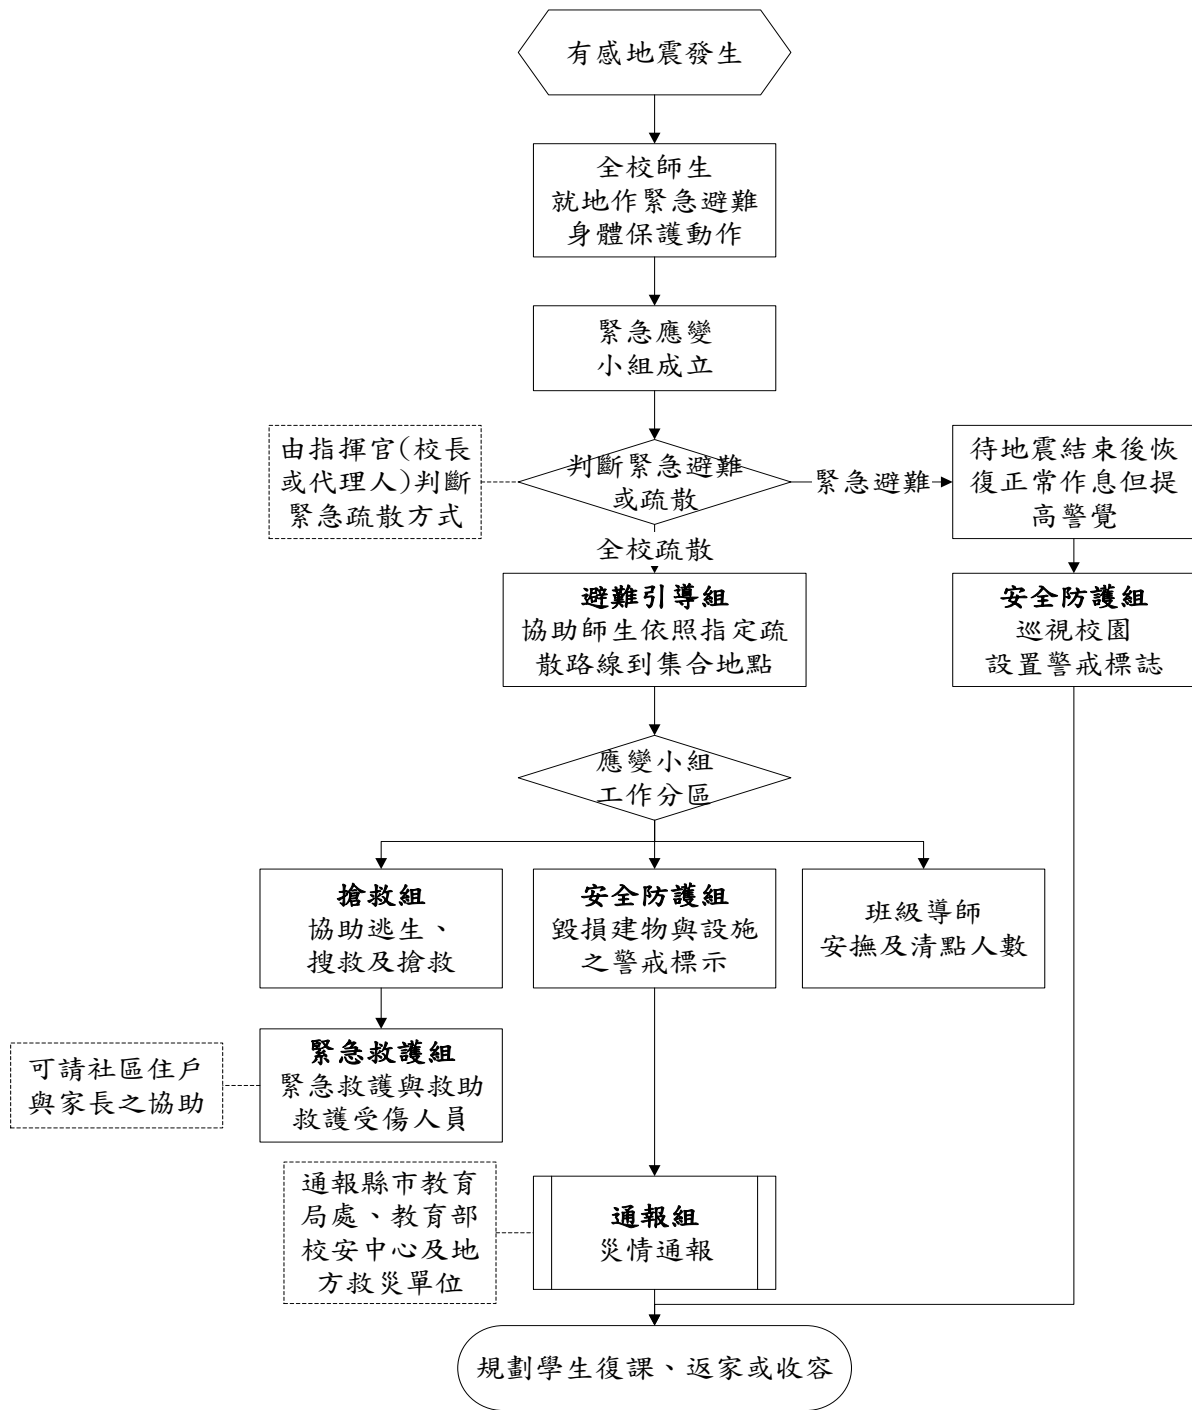 有感地震發生
全校師生
就地作緊急避難
身體保護動作
緊急應變
小組成立
由指揮官(校長
或代理人)判斷
緊急疏散方式
判斷緊急避難
或疏散
緊急避難
待地震結束後恢
復正常作息但提
高警覺
全校疏散
避難引導組
協助師生依照指定疏
散路線到集合地點
安全防護組
巡視校園
設置警戒標誌
應變小組
工作分區
搶救組
協助逃生、
搜救及搶救
安全防護組
毀損建物與設施
之警戒標示
班級導師
安撫及清點人數
可請社區住戶
與家長之協助
緊急救護組
緊急救護與救助
救護受傷人員
通報縣市教育
局處、教育部
校安中心及地
方救災單位
通報組
災情通報
規劃學生復課、返家或收容